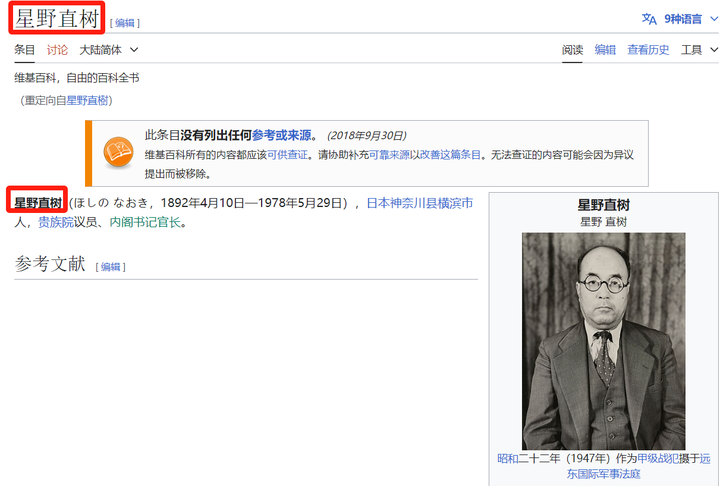 星野直树 [编辑]
文A 9种语言
条目 讨论 大陆简体
阅读 编辑 查看历史 工具
维基百科，自由的百科全书
（重定向自星野直樹）
此条目没有列出任何参考或来源。 (2018年9月30日)
维基百科所有的内容都应该可供查证。请协助补充可靠来源以改善这篇条目。无法查证的内容可能会因为异议
提出而被移除。
星野直树（ほしの なおき，1892年4月10日—1978年5月29日），日本神奈川县横滨市
人，贵族院议员、内阁书记官长。
参考文献 [编辑]
星野直树
星野 直树
昭和二十二年（1947年）作为甲级战犯摄于远
东国际军事法庭